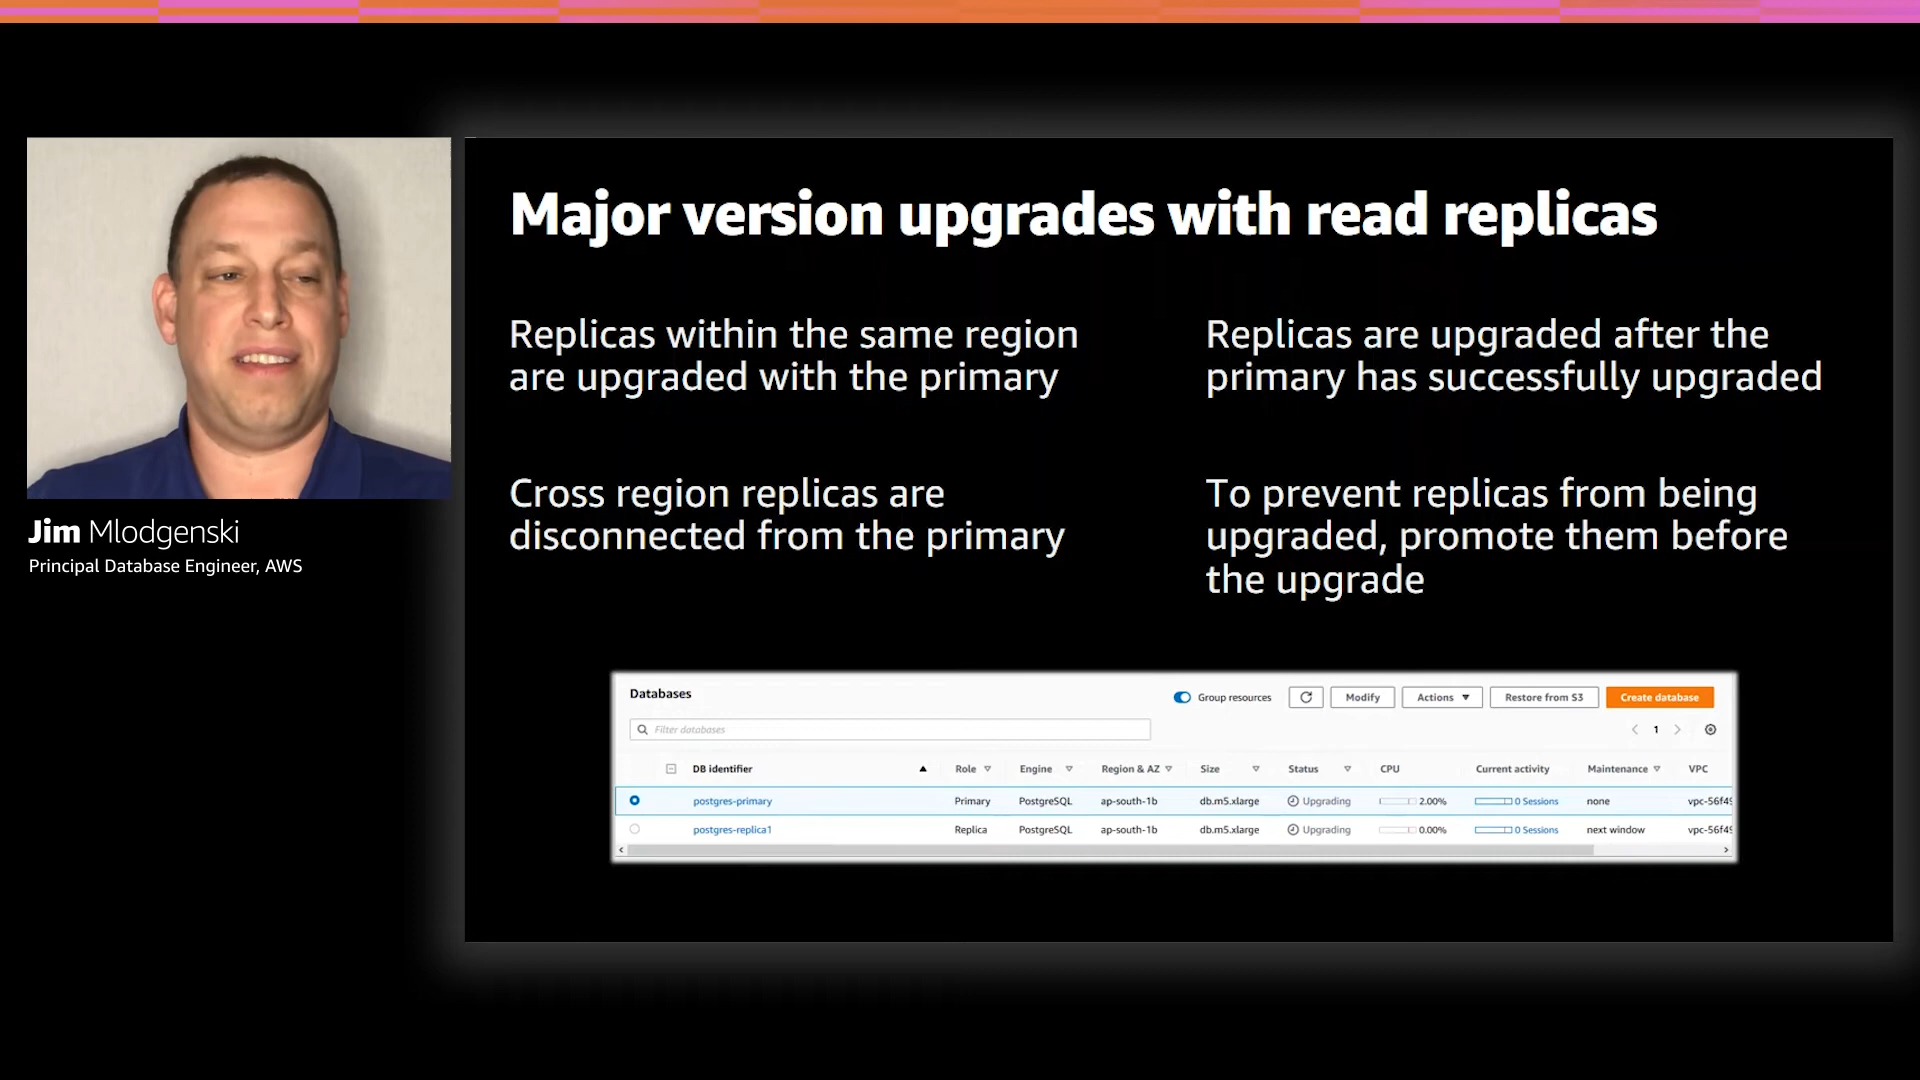 Jim Mlodgenski
Principal Database Engineer, AWS
Major version upgrades with read replicas
Replicas within the same region
are upgraded with the primary
Replicas are upgraded after the
primary has successfully upgraded
Cross region replicas are
disconnected from the primary
To prevent replicas from being
upgraded, promote them before
the upgrade
Databases
Group resources Modify Actions Restore from S3 Create database
Filter databases
1
DB identifier Role Engine Region & AZ Size Status CPU Current activity Maintenance VPC
postgres-primary Primary PostgreSQL ap-south-1b db.m5.xlarge Upgrading 2.00% 0 Sessions none vpc-56f49
postgres-replica1 Replica PostgreSQL ap-south-1b db.m5.xlarge Upgrading 0.00% 0 Sessions next window vpc-56f49